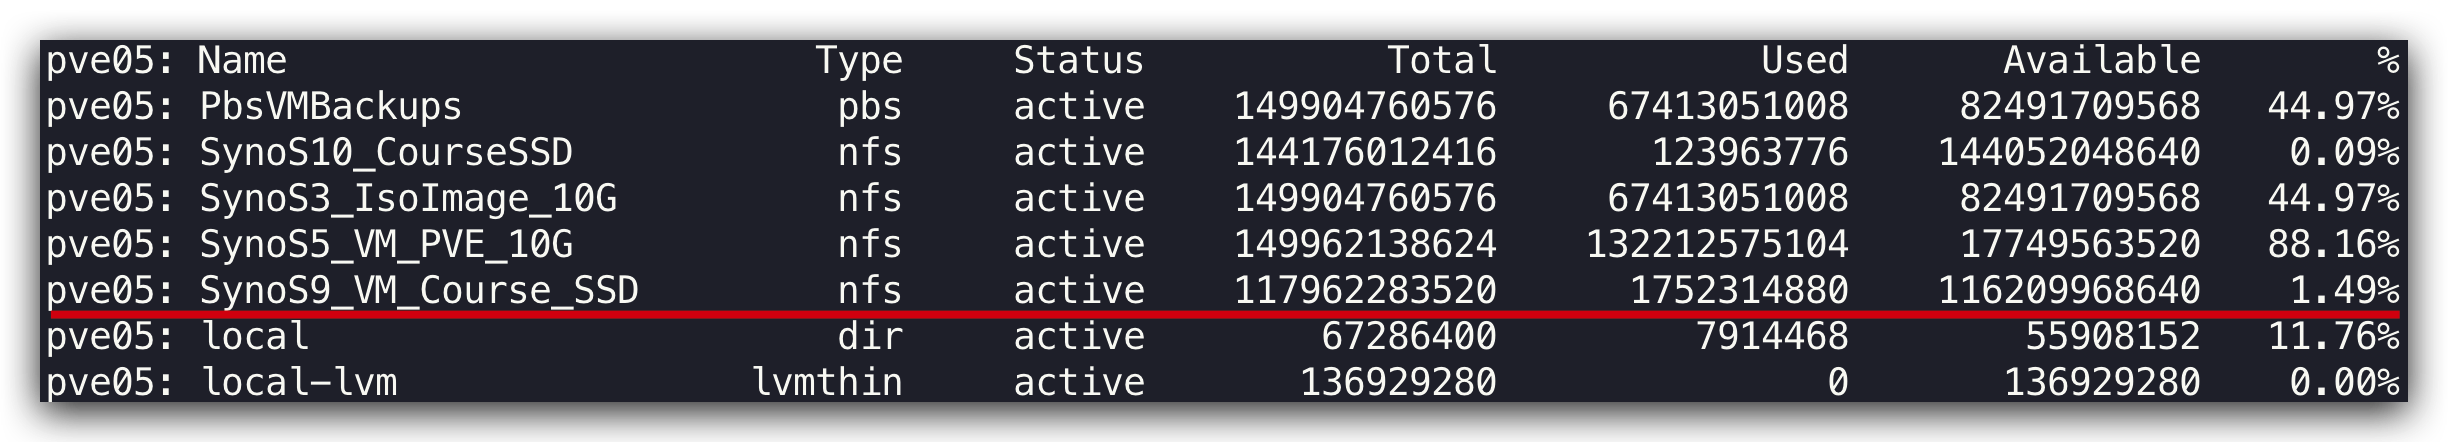 pve05: Name Type Status Total Used Available %
pve05: PbsVMBackups pbs active 149904760576 67413051008 82491709568 44.97%
pve05: SynoS10_CourseSSD nfs active 144176012416 123963776 144052048640 0.09%
pve05: SynoS3_IsoImage_10G nfs active 149904760576 67413051008 82491709568 44.97%
pve05: SynoS5_VM_PVE_10G nfs active 149962138624 132212575104 17749563520 88.16%
pve05: SynoS9_VM_Course_SSD nfs active 117962283520 1752314880 116209968640 1.49%
pve05: local dir active 67286400 7914468 55908152 11.76%
pve05: local-lvm lvmthin active 136929280 0 136929280 0.00%